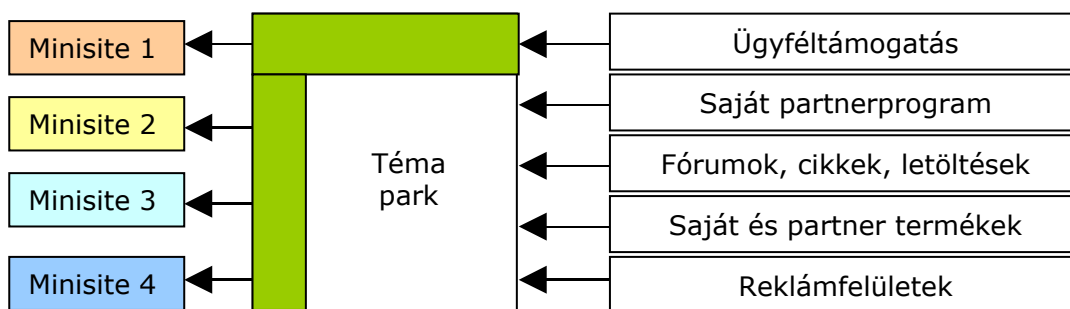 Minisite 1
Minisite 2
Minisite 3
Minisite 4
Téma
park
Ügyféltámogatás
Saját partnerprogram
Fórumok, cikkek, letöltések
Saját és partner termékek
Reklámfelületek